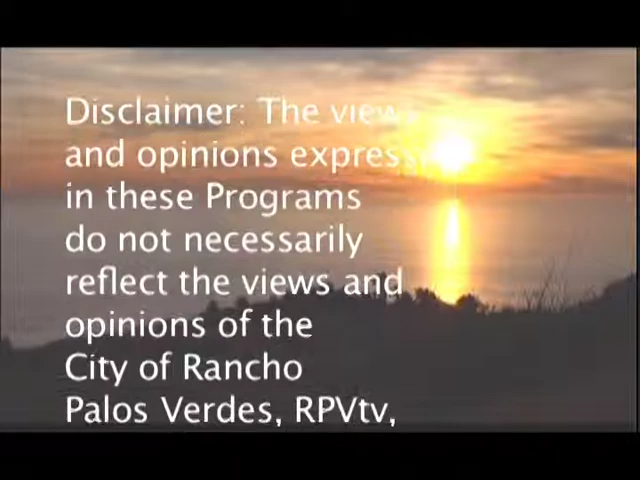 Disclaimer: The views
and opinions express
in these Programs
do not necessarily
reflect the views and
opinions of the
City of Rancho
Palos Verdes, RPVtv,